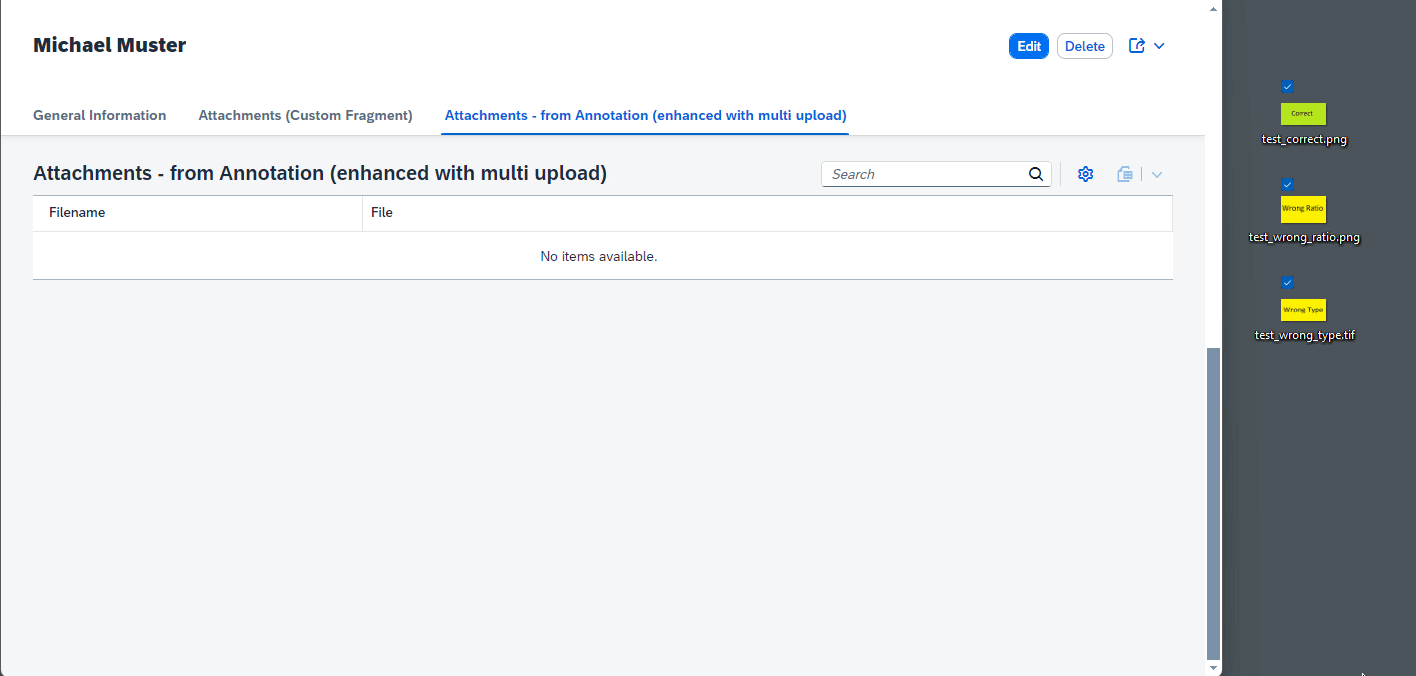 Michael Muster
Edit
Delete
General Information
Attachments (Custom Fragment)
Attachments - from Annotation (enhanced with multi upload)
Attachments - from Annotation (enhanced with multi upload)
Search
Filename
File
No items available.
Correct
test_correct.png
Wrong Ratio
test_wrong_ratio.png
Wrong Type
test_wrong_type.tif